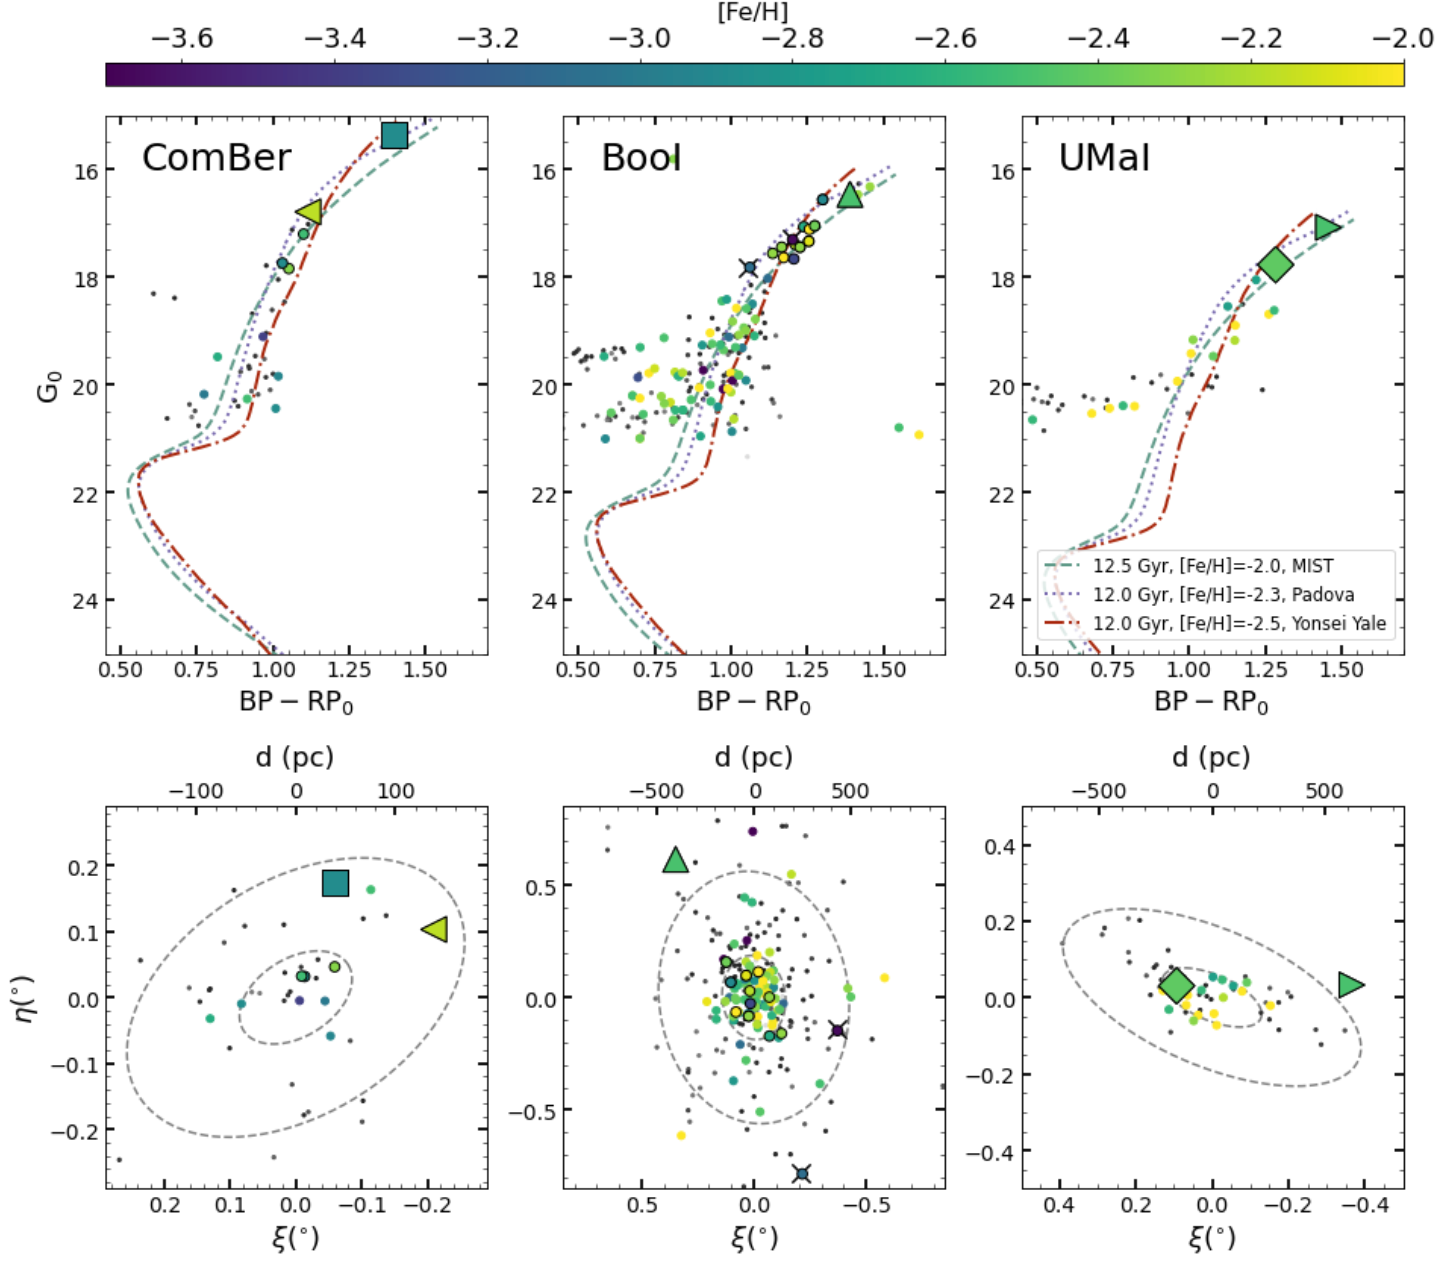 [Fe/H]
−3.6 −3.4 −3.2 −3.0 −2.8 −2.6 −2.4 −2.2 −2.0
ComBer
BooI
UMaI
16
18
20
22
24
G₀
16
18
20
22
24
16
18
20
22
24
12.5 Gyr, [Fe/H]=-2.0, MIST
12.0 Gyr, [Fe/H]=-2.3, Padova
12.0 Gyr, [Fe/H]=-2.5, Yonsei Yale
0.50 0.75 1.00 1.25 1.50
0.50 0.75 1.00 1.25 1.50
0.50 0.75 1.00 1.25 1.50
BP − RP₀
BP − RP₀
BP − RP₀
d (pc)
d (pc)
d (pc)
−100 0 100
−500 0 500
−500 0 500
0.2
0.1
0.0
−0.1
−0.2
η(°)
0.5
0.0
−0.5
0.4
0.2
0.0
−0.2
−0.4
0.2 0.1 0.0 −0.1 −0.2
0.5 0.0 −0.5
0.4 0.2 0.0 −0.2 −0.4
ξ(°)
ξ(°)
ξ(°)